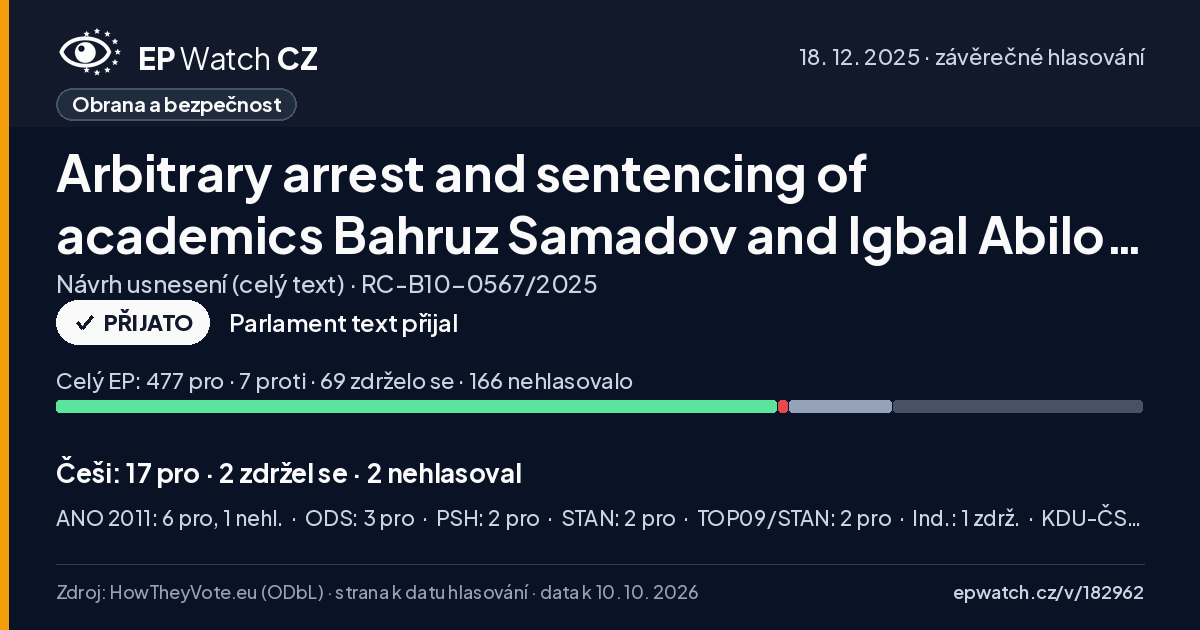 EP Watch CZ
18. 12. 2025 · závěrečné hlasování
Obrana a bezpečnost
Arbitrary arrest and sentencing of
academics Bahruz Samadov and Igbal Abilo…
Návrh usnesení (celý text) · RC-B10-0567/2025
✓ PŘIJATO Parlament text přijal
Celý EP: 477 pro · 7 proti · 69 zdrželo se · 166 nehlasovalo
Češi: 17 pro · 2 zdržel se · 2 nehlasoval
ANO 2011: 6 pro, 1 nehl. · ODS: 3 pro · PSH: 2 pro · STAN: 2 pro · TOP09/STAN: 2 pro · Ind.: 1 zdrž. · KDU-ČS…
Zdroj: HowTheyVote.eu (ODbL) · strana k datu hlasování · data k 10. 10. 2026
epwatch.cz/v/182962